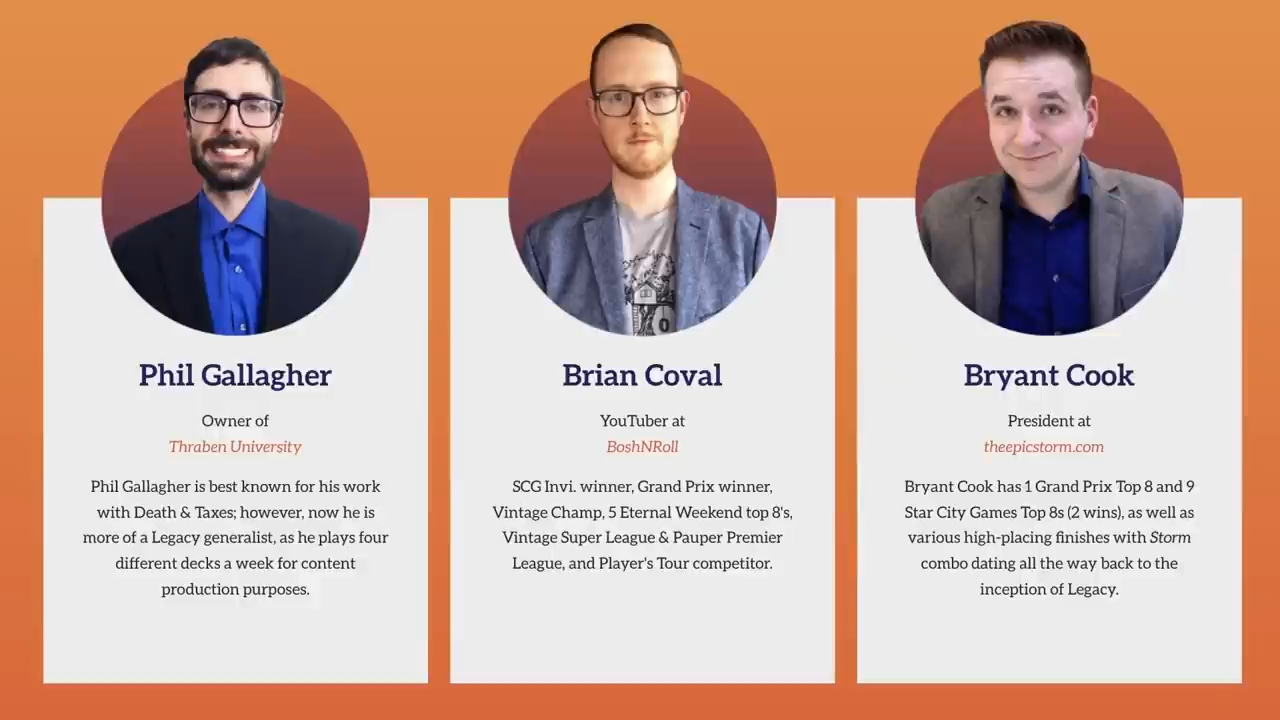 Phil Gallagher
Owner of
Thraben University
Phil Gallagher is best known for his work
with Death & Taxes; however, now he is
more of a Legacy generalist, as he plays four
different decks a week for content
production purposes.
Brian Coval
YouTuber at
BoshNRoll
SCG Invi. winner, Grand Prix winner,
Vintage Champ, 5 Eternal Weekend top 8's,
Vintage Super League & Pauper Premier
League, and Player's Tour competitor.
Bryant Cook
President at
theepicstorm.com
Bryant Cook has 1 Grand Prix Top 8 and 9
Star City Games Top 8s (2 wins), as well as
various high-placing finishes with Storm
combo dating all the way back to the
inception of Legacy.